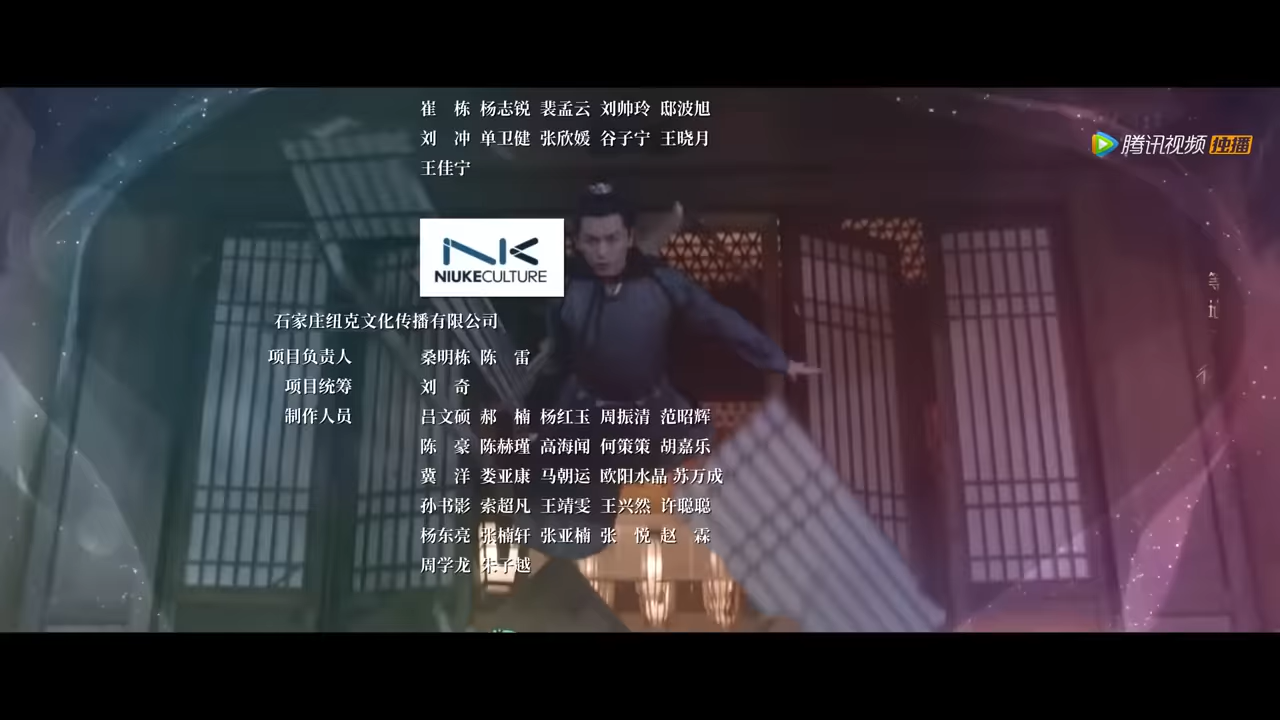 崔 栋 杨志锐 裴孟云 刘帅玲 邸波旭
刘 冲 单卫健 张欣媛 谷子宁 王晓月
腾讯视频 独播
王佳宁
NK
NIUKECULTURE
石家庄纽克文化传播有限公司
项目负责人 桑明栋 陈 雷
项目统筹 刘 奇
制作人员 吕文硕 郝 楠 杨红玉 周振清 范昭辉
陈 豪 陈赫瑾 高海闻 何策策 胡嘉乐
冀 洋 娄亚康 马朝运 欧阳水晶 苏万成
孙书影 索超凡 王靖雯 王兴然 许聪聪
杨东亮 张楠轩 张亚楠 张 悦 赵 霖
周学龙 朱子越